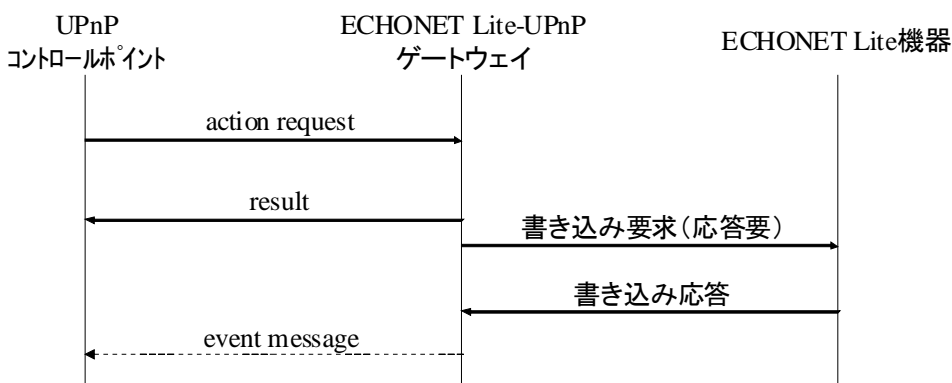 UPnP
コントロールポイント
ECHONET Lite-UPnP
ゲートウェイ
ECHONET Lite機器
action request
result
書き込み要求(応答要)
書き込み応答
event message